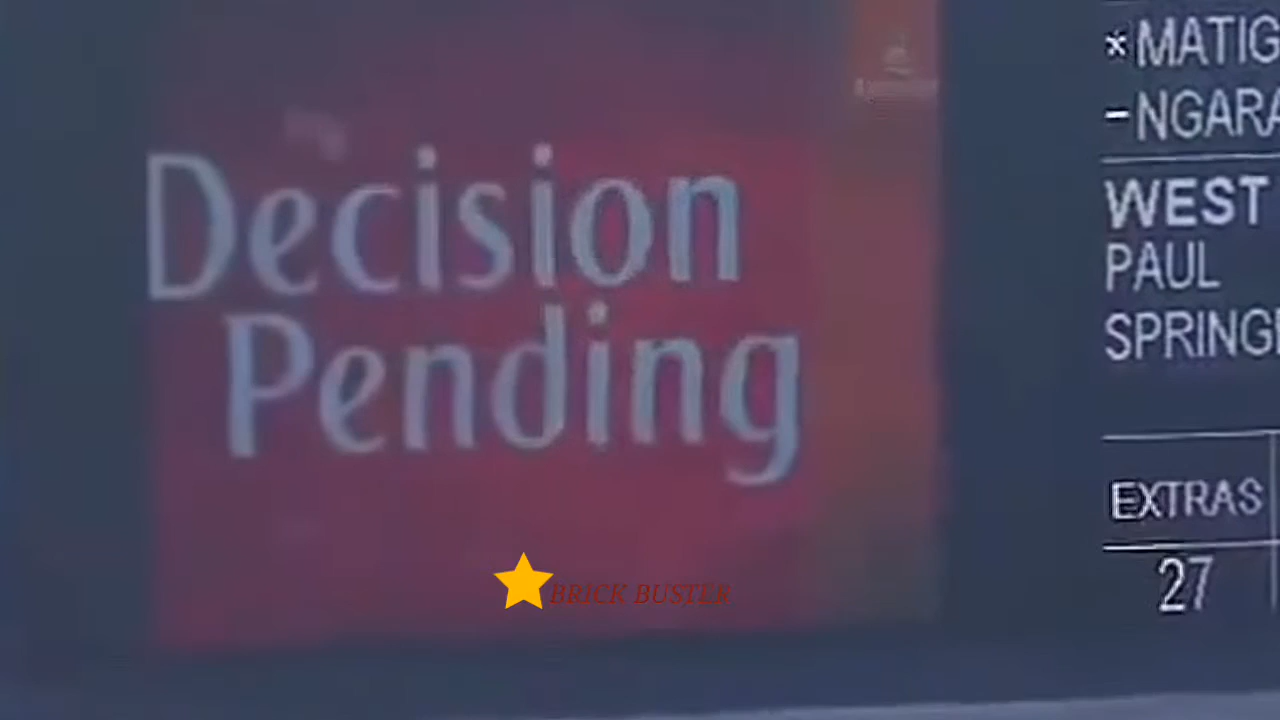 Decision
Pending
BRICK BUSTER
*MATIG
-NGARA
WEST
PAUL
SPRING
EXTRAS
27